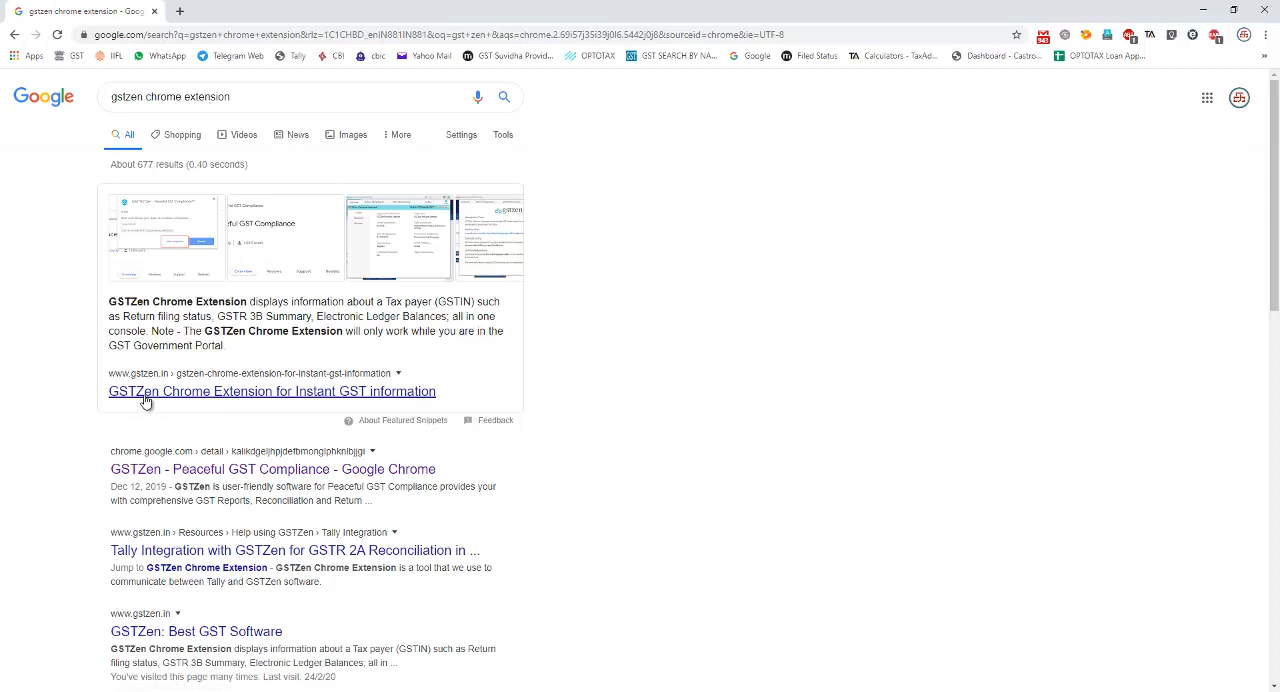 gstzen chrome extension - Goog
google.com/search?q=gstzen+chrome+extension&rlz=1C1CHBD_enIN881IN881&oq=gst+zen+&aqs=chrome.2.69i57j35i39j0l6.5442j0j8&sourceid=chrome&ie=UTF-8
Apps GST IIFL WhatsApp Telegram Web Tally Ca cbic Yahoo Mail GST Suvidha Provid... OPTOTAX GST SEARCH BY NA... Google Filed Status Calculators - TaxAd... Dashboard - Castro... OPTOTAX Loan App... »
Google gstzen chrome extension
All Shopping Videos News Images More Settings Tools
About 677 results (0.40 seconds)
GST Compliance
GSTZen Chrome Extension displays information about a Tax payer (GSTIN) such
as Return filing status, GSTR 3B Summary, Electronic Ledger Balances; all in one
console. Note - The GSTZen Chrome Extension will only work while you are in the
GST Government Portal.
www.gstzen.in › gstzen-chrome-extension-for-instant-gst-information
GSTZen Chrome Extension for Instant GST information
About Featured Snippets Feedback
chrome.google.com › detail ›
GSTZen - Peaceful GST Compliance - Google Chrome
Dec 12, 2019 - GSTZen is user-friendly software for Peaceful GST Compliance provides your
with comprehensive GST Reports, Reconciliation and Return ...
www.gstzen.in › Resources › Help using GSTZen › Tally Integration
Tally Integration with GSTZen for GSTR 2A Reconciliation in ...
Jump to GSTZen Chrome Extension - GSTZen Chrome Extension is a tool that we use to
communicate between Tally and GSTZen software.
www.gstzen.in
GSTZen: Best GST Software
GSTZen Chrome Extension displays information about a Tax payer (GSTIN) such as Return
filing status, GSTR 3B Summary, Electronic Ledger Balances; all in ...
You've visited this page many times. Last visit: 24/2/20